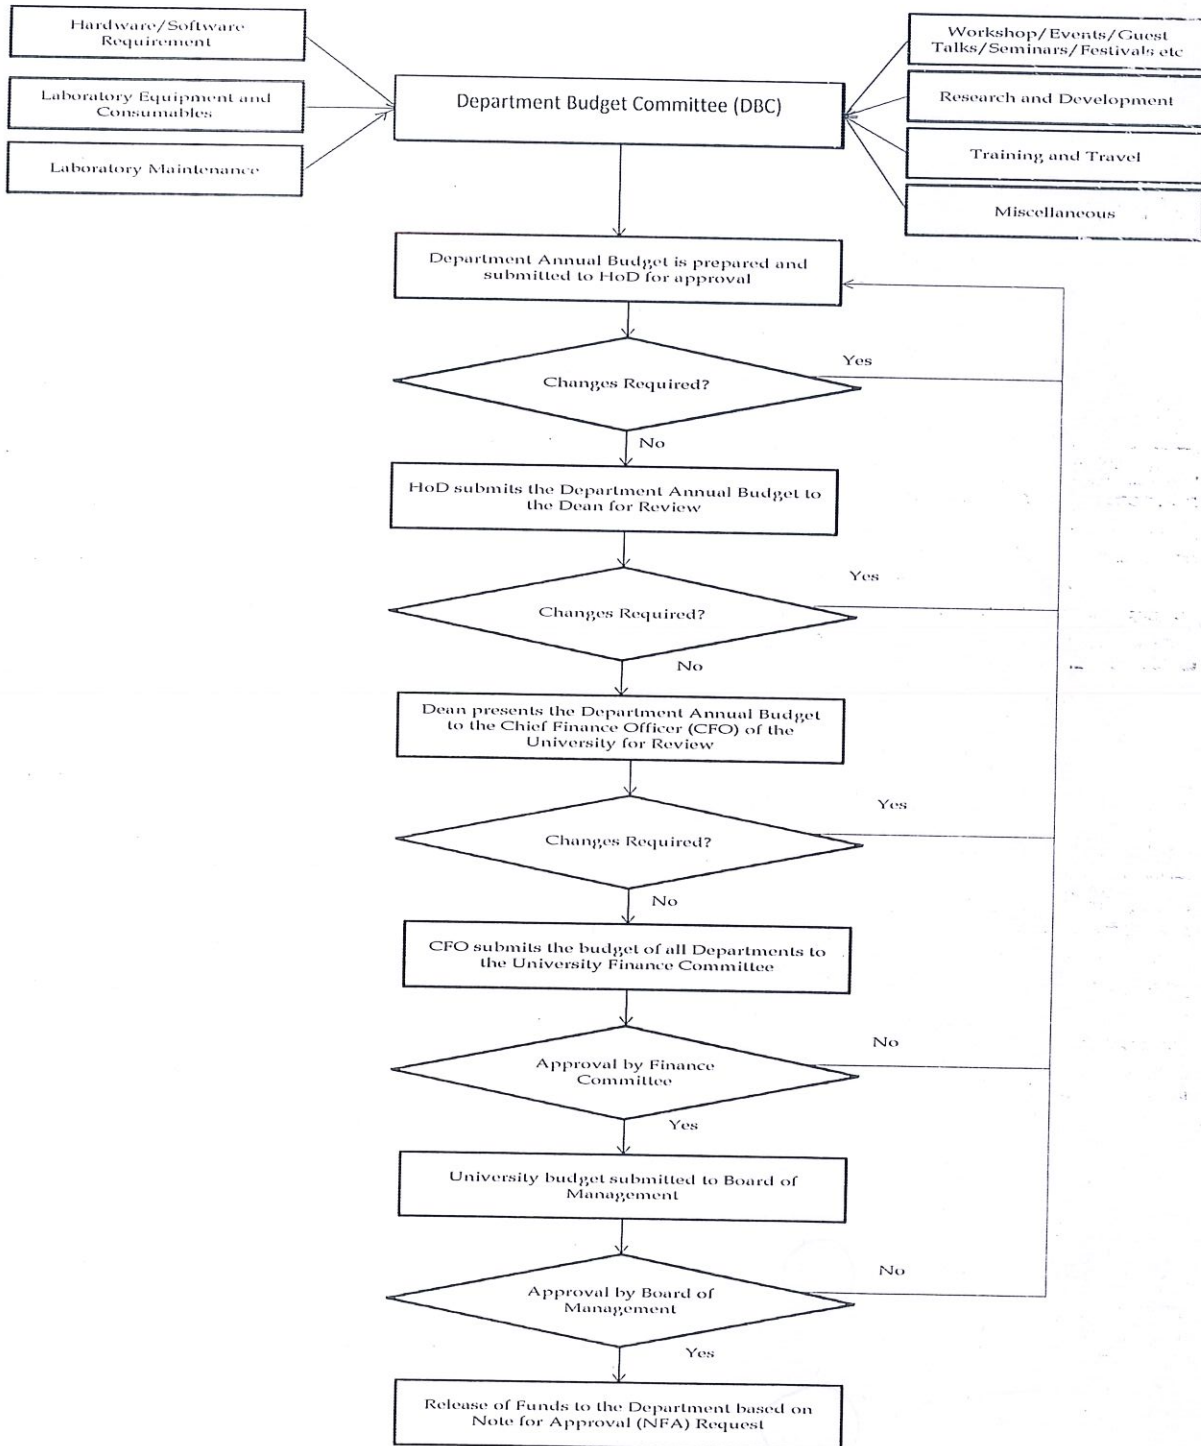 Hardware/Software
Requirement
Laboratory Equipment and
Consumables
Laboratory Maintenance
Department Budget Committee (DBC)
Workshop/Events/Guest
Talks/Seminars/Festivals etc
Research and Development
Training and Travel
Miscellaneous
Department Annual Budget is prepared and
submitted to HoD for approval
Changes Required?
Yes
No
HoD submits the Department Annual Budget to
the Dean for Review
Changes Required?
Yes
No
Dean presents the Department Annual Budget
to the Chief Finance Officer (CFO) of the
University for Review
Changes Required?
Yes
No
CFO submits the budget of all Departments to
the University Finance Committee
Approval by Finance
Committee
No
Yes
University budget submitted to Board of
Management
Approval by Board of
Management
No
Yes
Release of Funds to the Department based on
Note for Approval (NFA) Request